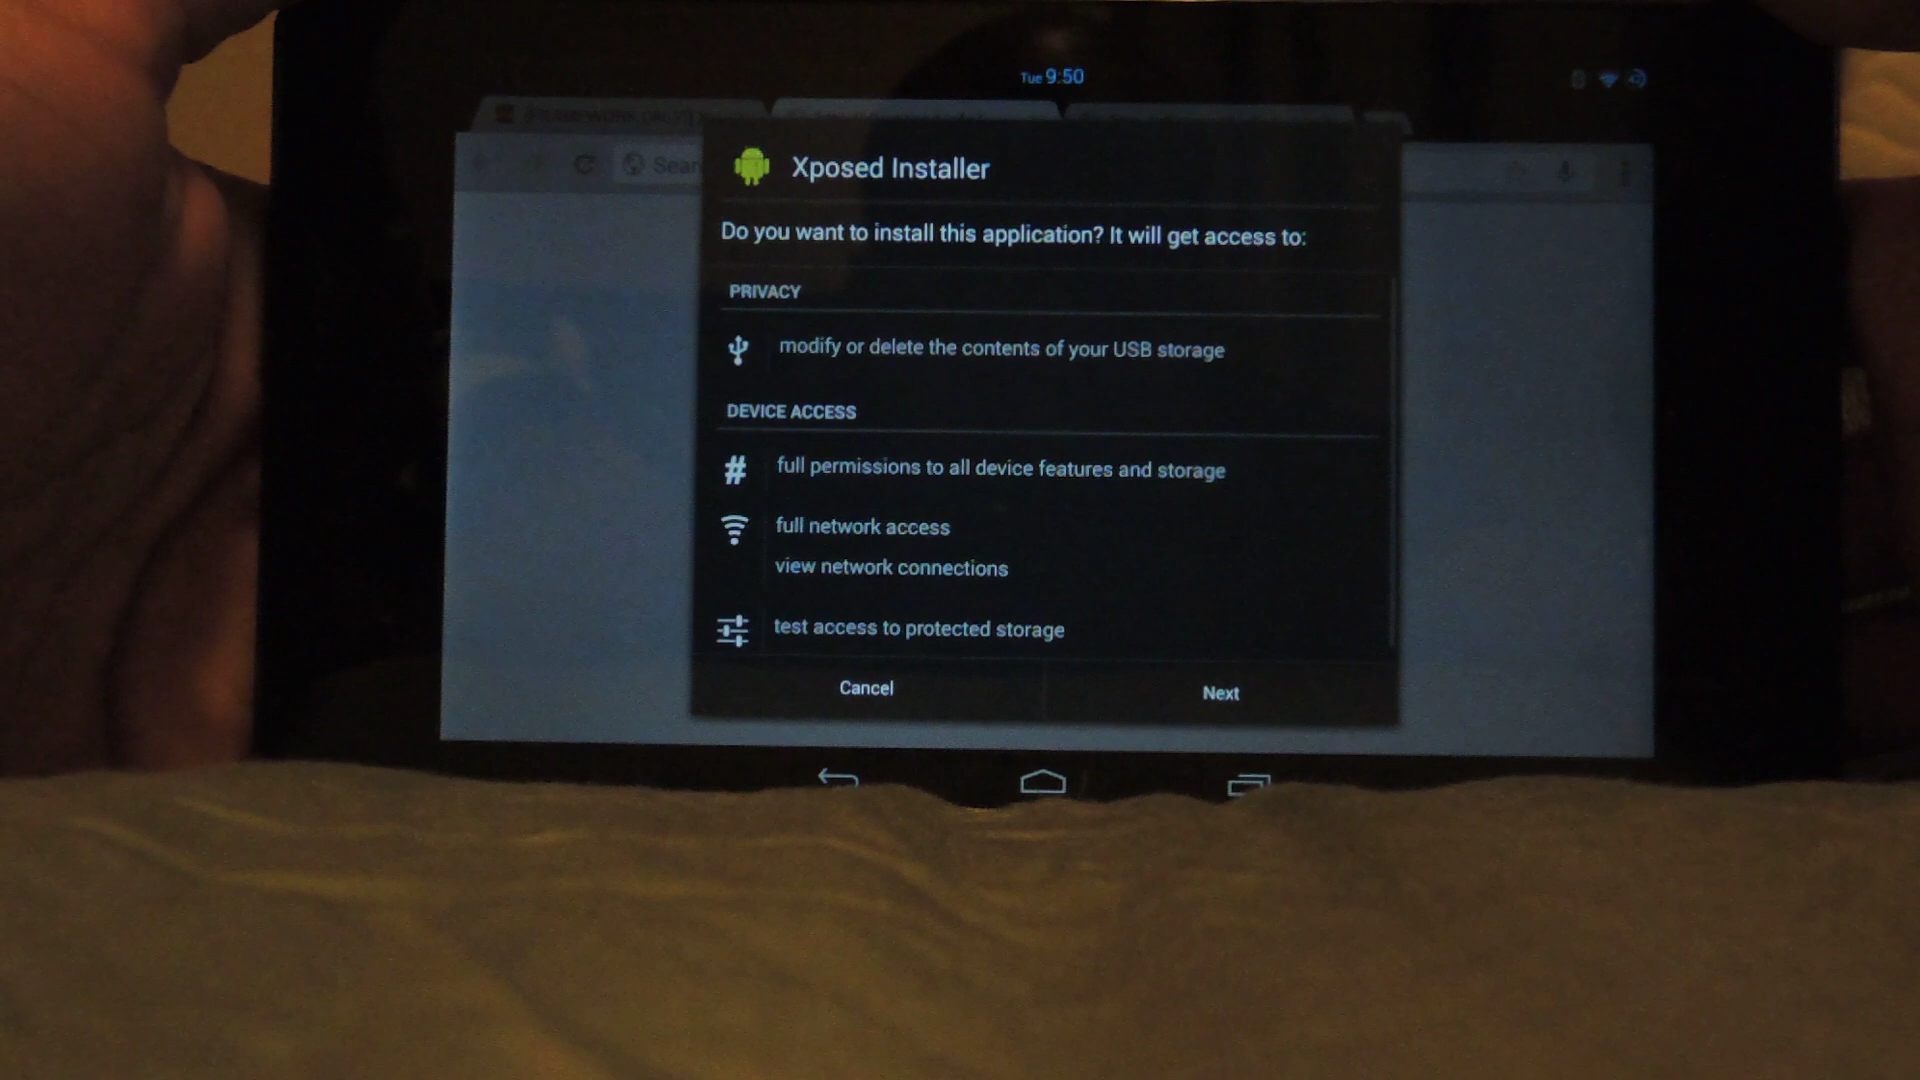 Tue 9:50
Sear
Xposed Installer
Do you want to install this application? It will get access to:
PRIVACY
modify or delete the contents of your USB storage
DEVICE ACCESS
# full permissions to all device features and storage
full network access
view network connections
test access to protected storage
Cancel
Next